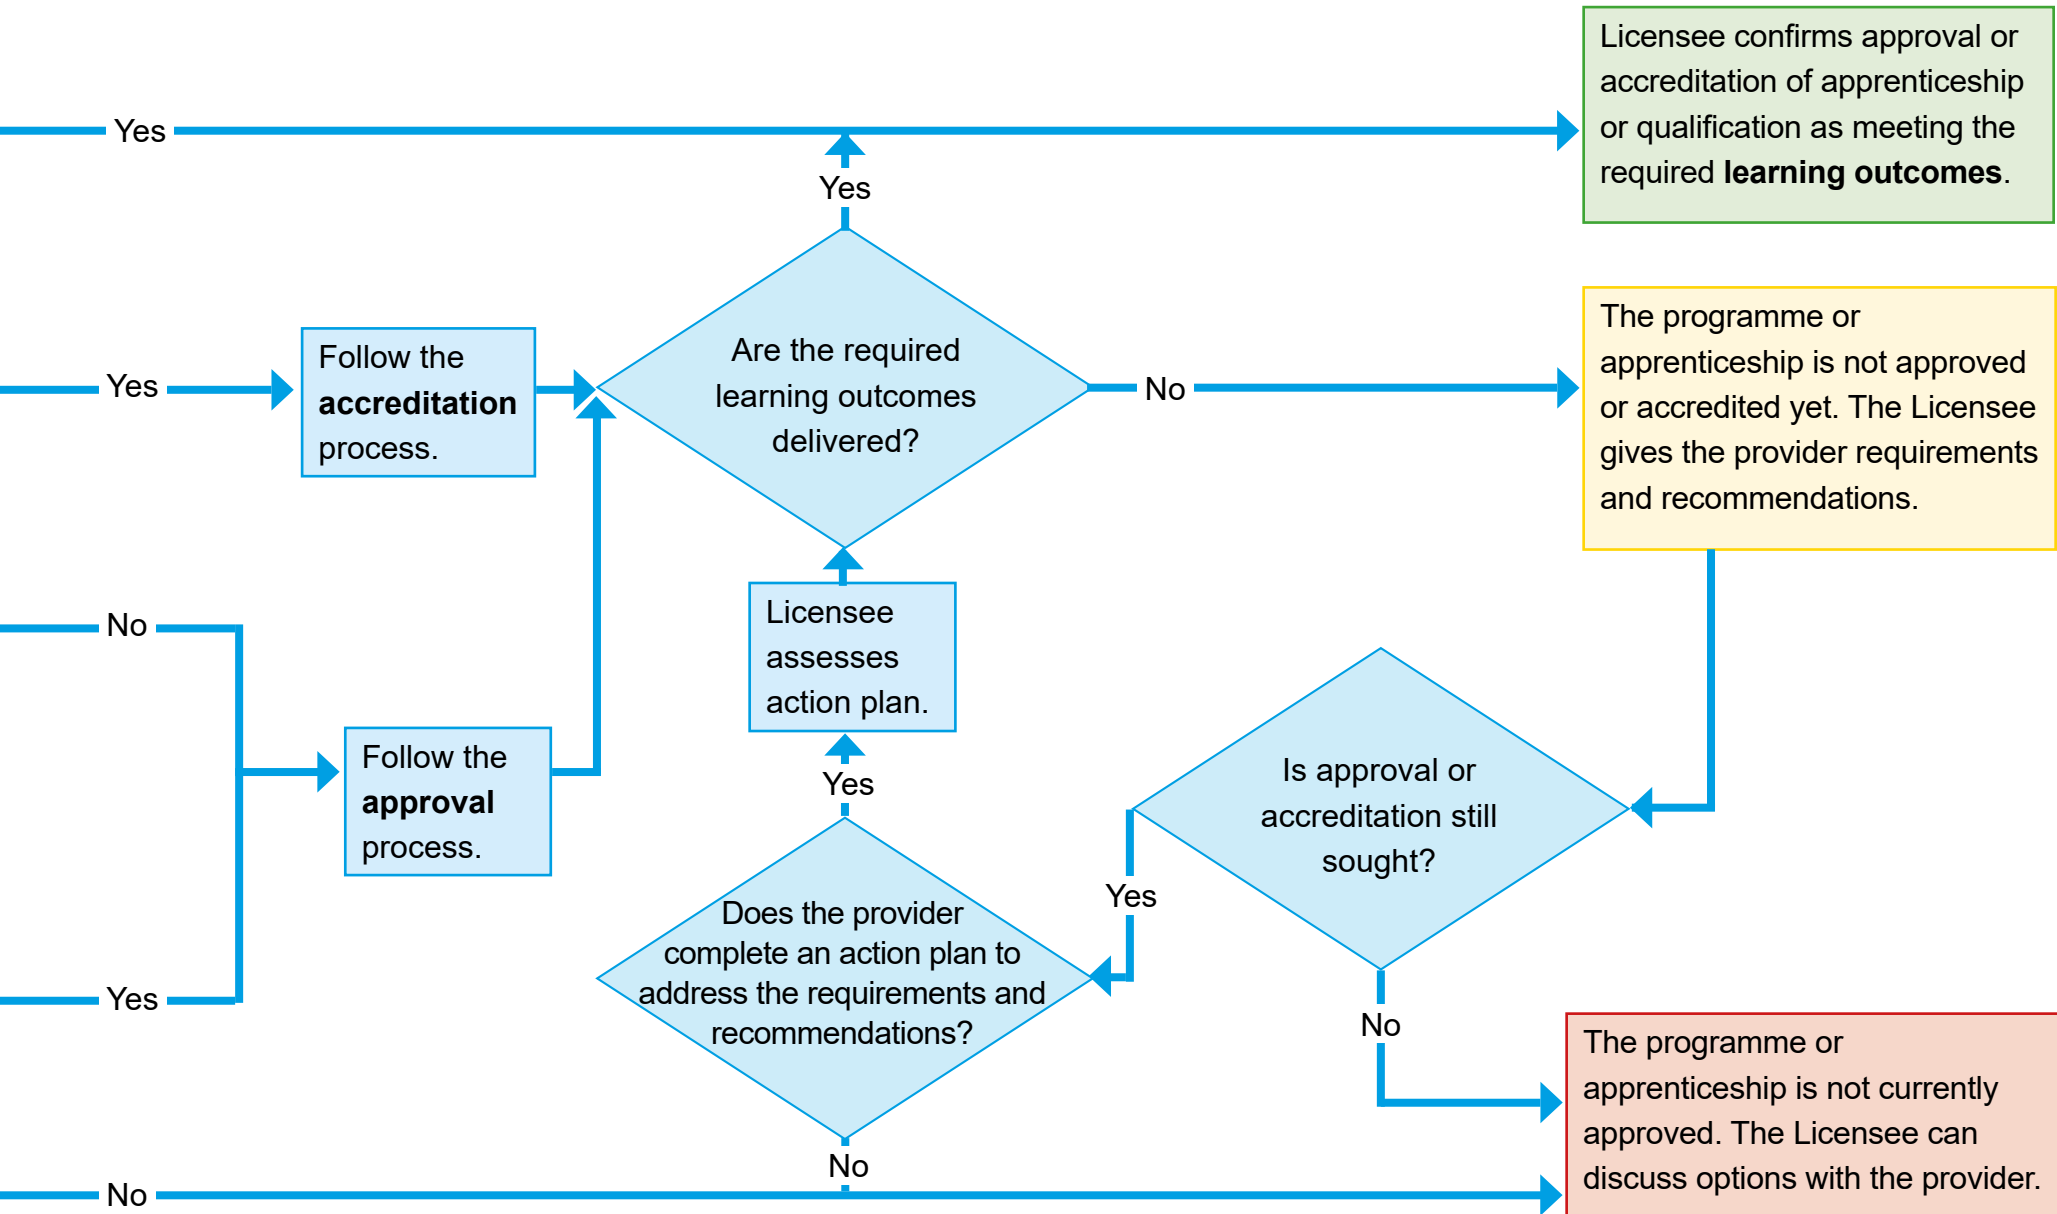 Licensee confirms approval or
accreditation of apprenticeship
or qualification as meeting the
required learning outcomes.
Yes
Yes
Are the required
learning outcomes
delivered?
The programme or
apprenticeship is not approved
or accredited yet. The Licensee
gives the provider requirements
and recommendations.
Yes
Follow the
accreditation
process.
No
No
Licensee
assesses
action plan.
Follow the
approval
process.
Yes
Is approval or
accreditation still
sought?
Yes
Does the provider
complete an action plan to
address the requirements and
recommendations?
Yes
No
The programme or
apprenticeship is not currently
approved. The Licensee can
discuss options with the provider.
No
No